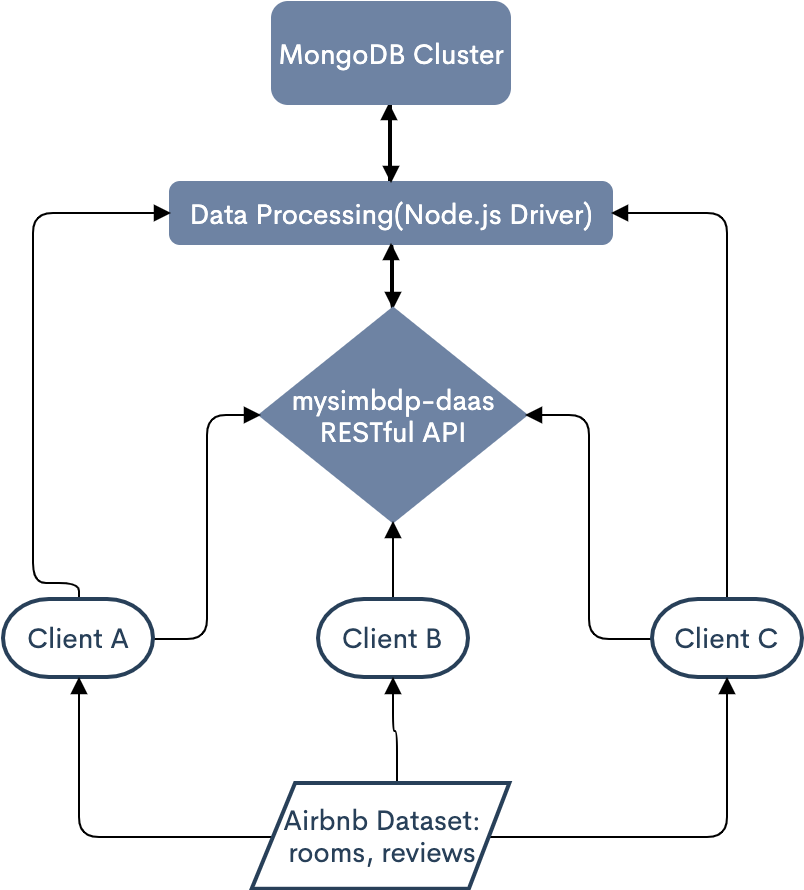 MongoDB Cluster
Data Processing(Node.js Driver)
mysimbdp-daas
RESTful API
Client A
Client B
Client C
Airbnb Dataset:
rooms, reviews